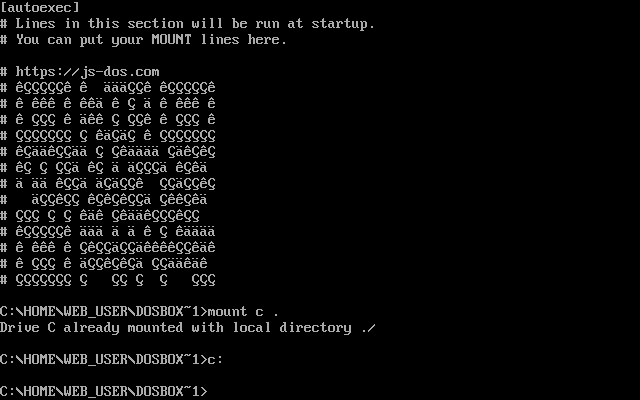 [autoexec]
# Lines in this section will be run at startup.
# You can put your MOUNT lines here.
# https://js-dos.com
# êÇÇÇÇÇê ê  äääÇÇê êÇÇÇÇÇê
# ê êêê ê êêä ê Ç ä ê êêê ê
# ê ÇÇÇ ê äêê Ç ÇÇê ê ÇÇÇ ê
# ÇÇÇÇÇÇÇ Ç êäÇäÇ ê ÇÇÇÇÇÇÇ
# êÇääêÇÇää Ç Çêääää ÇäêÇêÇ
# êÇ Ç ÇÇä êÇ ä äÇÇÇä êÇêä
# ä ää êÇÇä äÇäÇÇê  ÇÇäÇÇêÇ
#   äÇÇêÇÇ êÇêÇêÇÇä ÇêêÇêä
# ÇÇÇ Ç Ç êäê ÇêääêÇÇÇêÇÇ
# êÇÇÇÇÇê äää ä ä ê Ç êääää
# ê êêê ê ÇêÇÇäÇÇäêêêêÇÇêäê
# ê ÇÇÇ ê äÇÇêÇêÇä ÇÇääêäê
# ÇÇÇÇÇÇÇ Ç   ÇÇ Ç  Ç   ÇÇÇ
C:\HOME\WEB_USER\DOSBOX~1>mount c .
Drive C already mounted with local directory ./
C:\HOME\WEB_USER\DOSBOX~1>c:
C:\HOME\WEB_USER\DOSBOX~1>